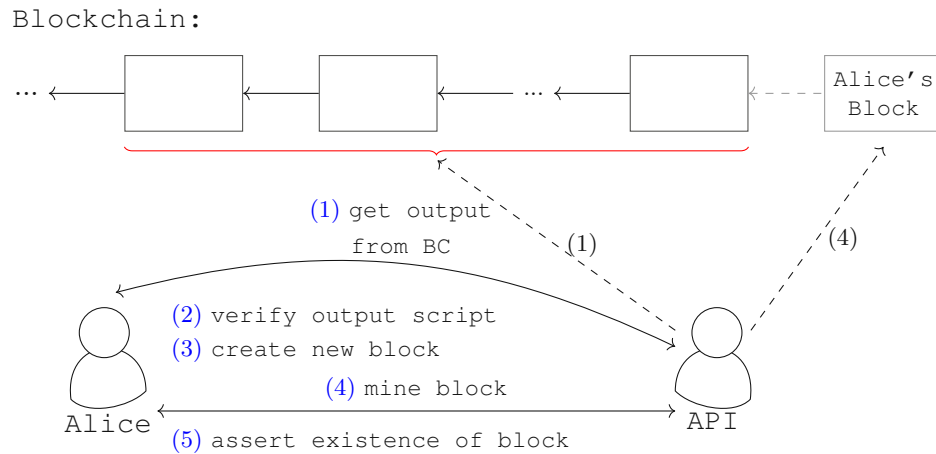 Blockchain:
...
...
Alice's
Block
(1) get output
from BC
(1)
(4)
(2) verify output script
(3) create new block
(4) mine block
Alice
API
(5) assert existence of block